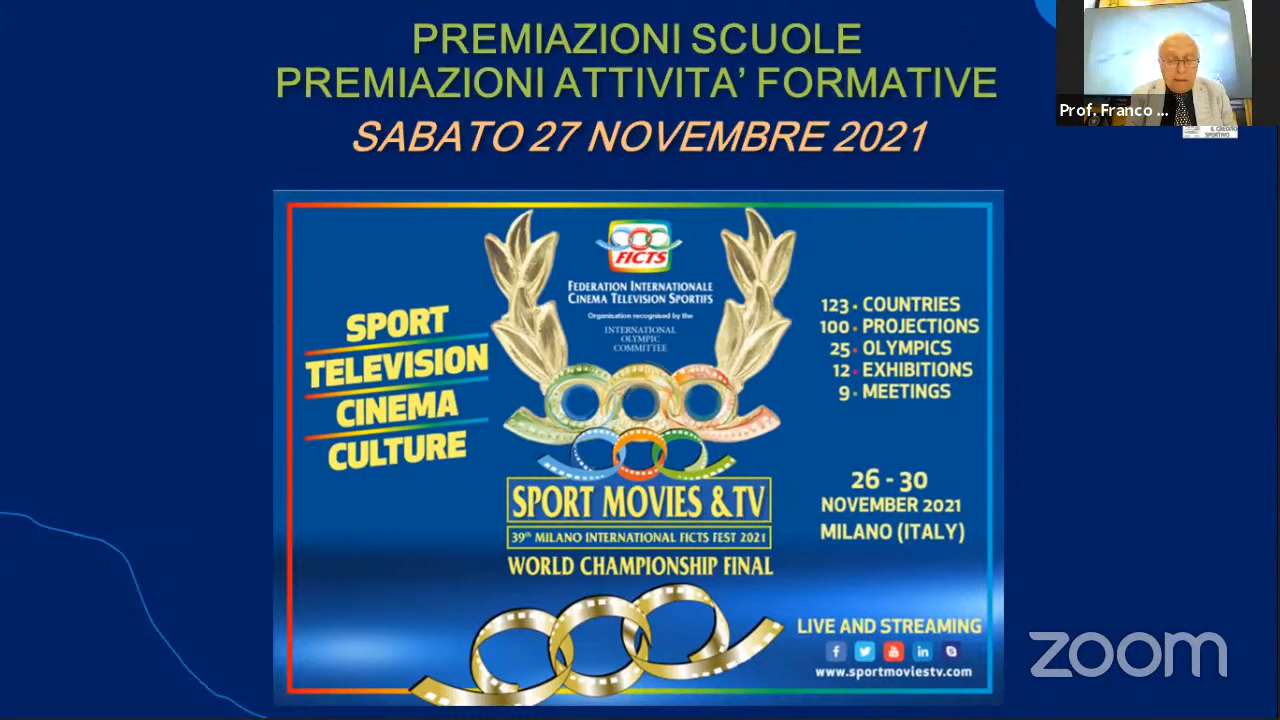 PREMIAZIONI SCUOLE
PREMIAZIONI ATTIVITA’ FORMATIVE
SABATO 27 NOVEMBRE 2021
Prof. Franco ...
IL CREDITO
SPORTIVO
FICTS
FEDERATION INTERNATIONALE
CINEMA TELEVISION SPORTIFS
Organisation recognised by the
INTERNATIONAL
OLYMPIC
COMMITTEE
SPORT
TELEVISION
CINEMA
CULTURE
123 · COUNTRIES
100 · PROJECTIONS
25 · OLYMPICS
12 · EXHIBITIONS
9 · MEETINGS
SPORT MOVIES & TV
39th MILANO INTERNATIONAL FICTS FEST 2021
WORLD CHAMPIONSHIP FINAL
26 - 30
NOVEMBER 2021
MILANO (ITALY)
LIVE AND STREAMING
www.sportmoviestv.com
zoom